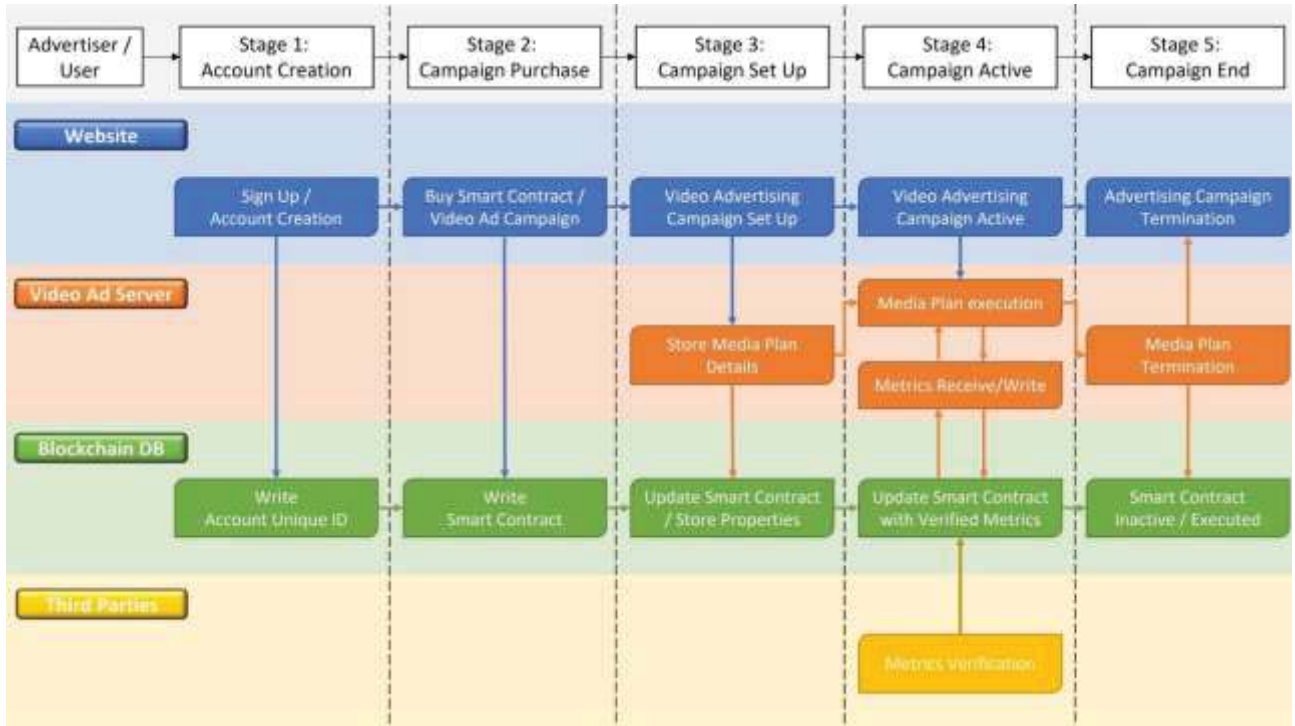 Advertiser /
User
Stage 1:
Account Creation
Stage 2:
Campaign Purchase
Stage 3:
Campaign Set Up
Stage 4:
Campaign Active
Stage 5:
Campaign End
Website
Sign Up /
Account Creation
Buy Smart Contract /
Video Ad Campaign
Video Advertising
Campaign Set Up
Video Advertising
Campaign Active
Advertising Campaign
Termination
Video Ad Server
Media Plan execution
Store Media Plan
Details
Metrics Receive/Write
Media Plan
Termination
Blockchain DB
Write
Account Unique ID
Write
Smart Contract
Update Smart Contract
/ Store Properties
Update Smart Contract
with Verified Metrics
Smart Contract
Inactive / Executed
Third Parties
Metrics Verification